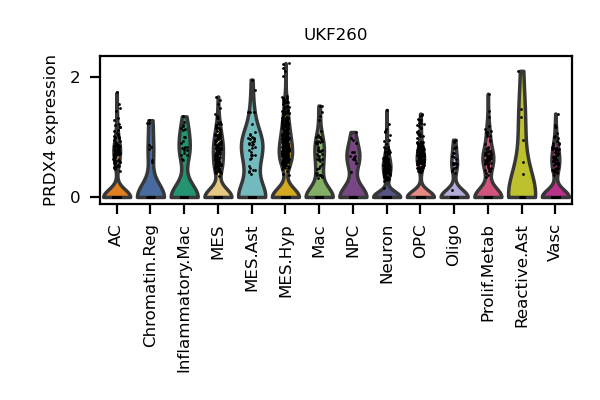 UKF260
PRDX4 expression
2
0
AC
Chromatin.Reg
Inflammatory.Mac
MES
MES.Ast
MES.Hyp
Mac
NPC
Neuron
OPC
Oligo
Prolif.Metab
Reactive.Ast
Vasc